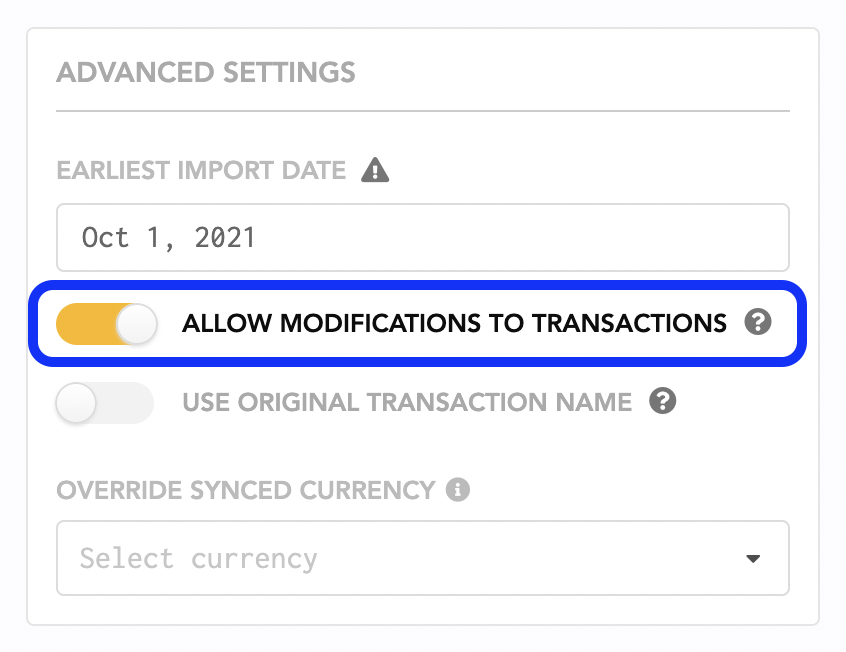 ADVANCED SETTINGS
EARLIEST IMPORT DATE
Oct 1, 2021
ALLOW MODIFICATIONS TO TRANSACTIONS ?
USE ORIGINAL TRANSACTION NAME ?
OVERRIDE SYNCED CURRENCY
Select currency